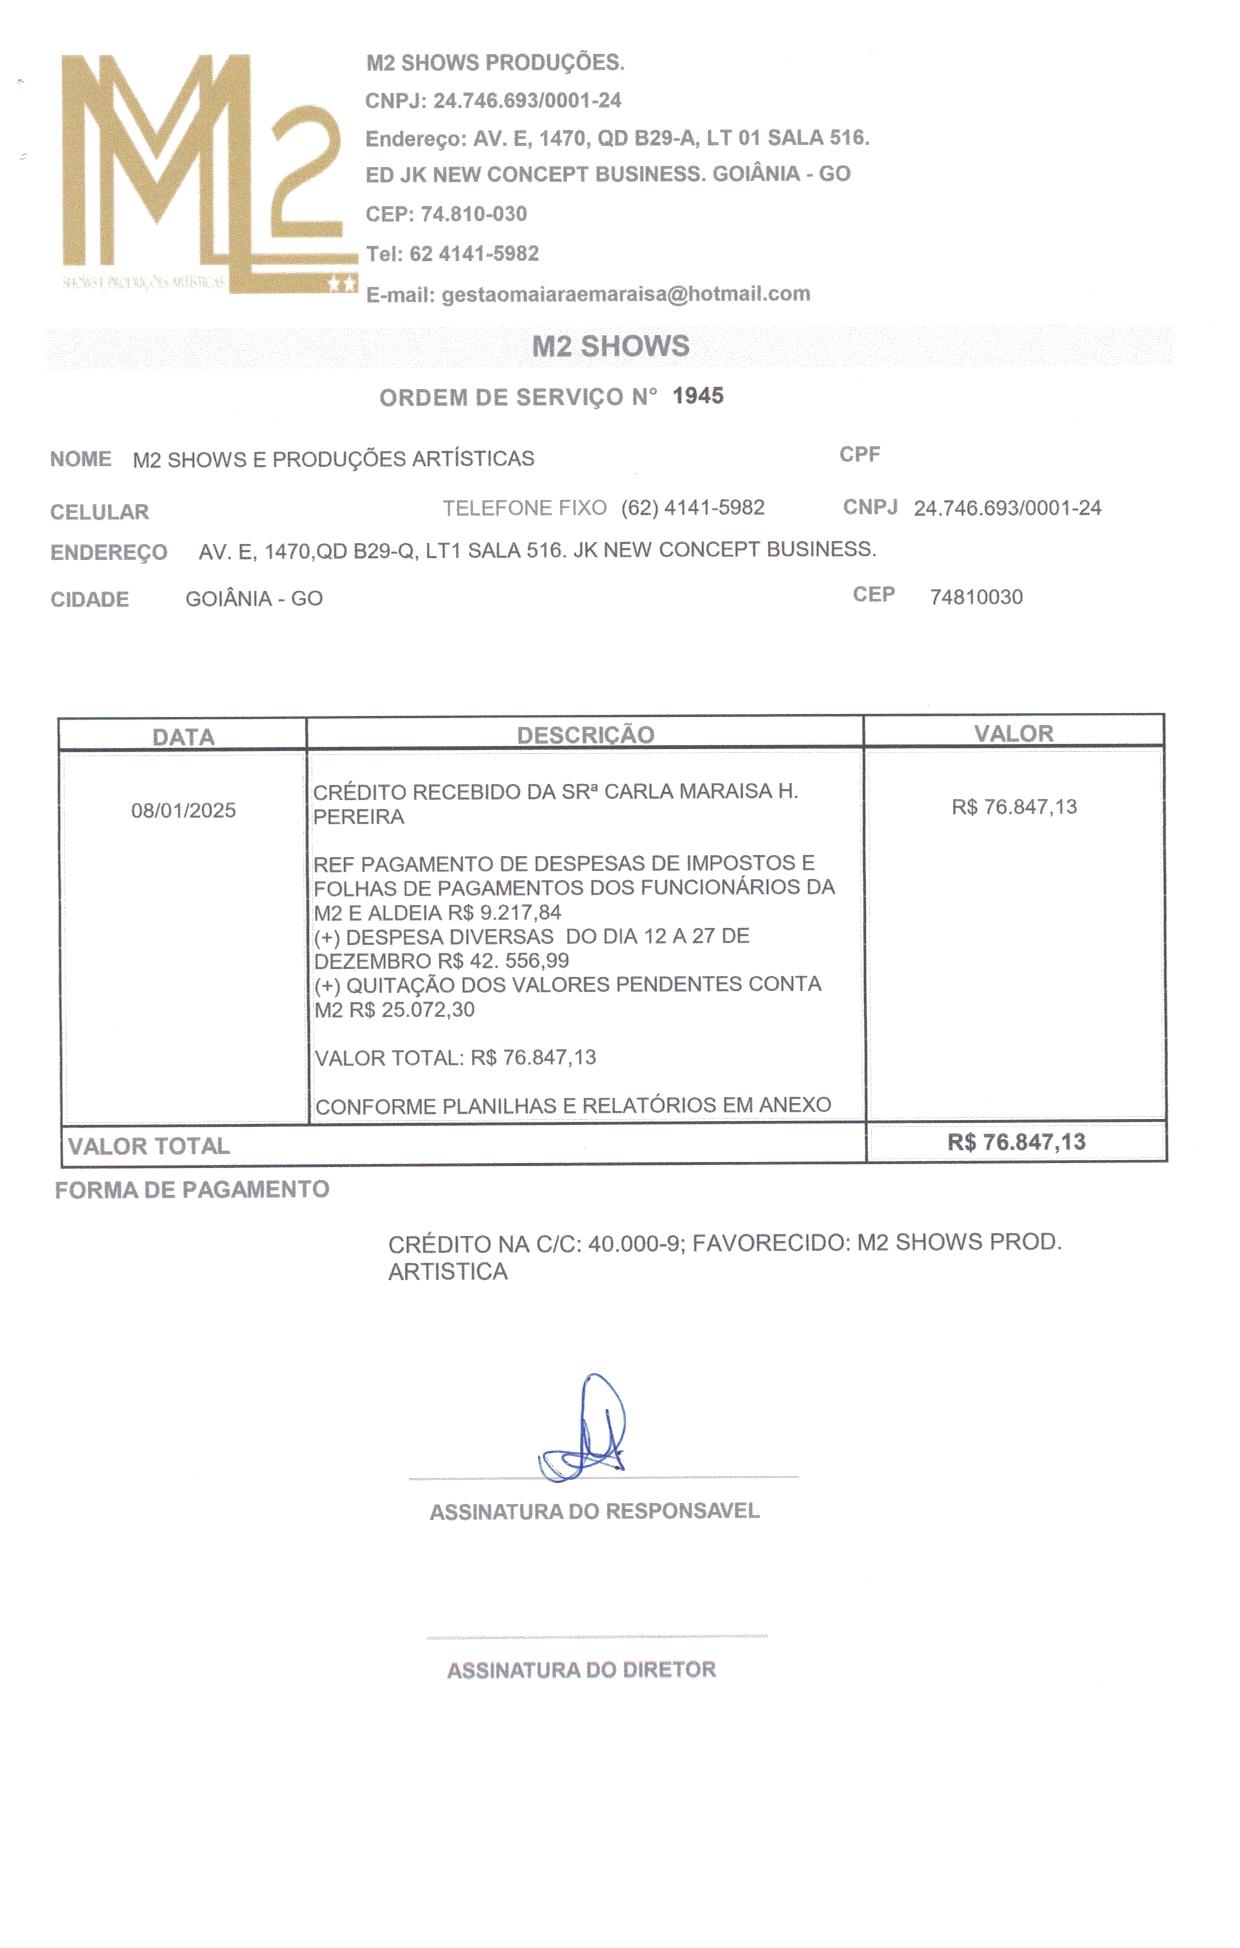 M2 SHOWS PRODUÇÕES.
CNPJ: 24.746.693/0001-24
Endereço: AV. E, 1470, QD B29-A, LT 01 SALA 516.
ED JK NEW CONCEPT BUSINESS. GOIÂNIA - GO
CEP: 74.810-030
Tel: 62 4141-5982
E-mail: gestaomaiaraemaraisa@hotmail.com
M2
SHOWS E PRODUÇÕES ARTÍSTICAS
M2 SHOWS
ORDEM DE SERVIÇO N° 1945
NOME M2 SHOWS E PRODUÇÕES ARTÍSTICAS CPF
CELULAR TELEFONE FIXO (62) 4141-5982 CNPJ 24.746.693/0001-24
ENDEREÇO AV. E, 1470,QD B29-Q, LT1 SALA 516. JK NEW CONCEPT BUSINESS.
CIDADE GOIÂNIA - GO CEP 74810030
DATA DESCRIÇÃO VALOR
08/01/2025
CRÉDITO RECEBIDO DA SRª CARLA MARAISA H.
PEREIRA
R$ 76.847,13
REF PAGAMENTO DE DESPESAS DE IMPOSTOS E
FOLHAS DE PAGAMENTOS DOS FUNCIONÁRIOS DA
M2 E ALDEIA R$ 9.217,84
(+) DESPESA DIVERSAS DO DIA 12 A 27 DE
DEZEMBRO R$ 42. 556,99
(+) QUITAÇÃO DOS VALORES PENDENTES CONTA
M2 R$ 25.072,30
VALOR TOTAL: R$ 76.847,13
CONFORME PLANILHAS E RELATÓRIOS EM ANEXO
VALOR TOTAL R$ 76.847,13
FORMA DE PAGAMENTO
CRÉDITO NA C/C: 40.000-9; FAVORECIDO: M2 SHOWS PROD.
ARTISTICA
ASSINATURA DO RESPONSAVEL
ASSINATURA DO DIRETOR